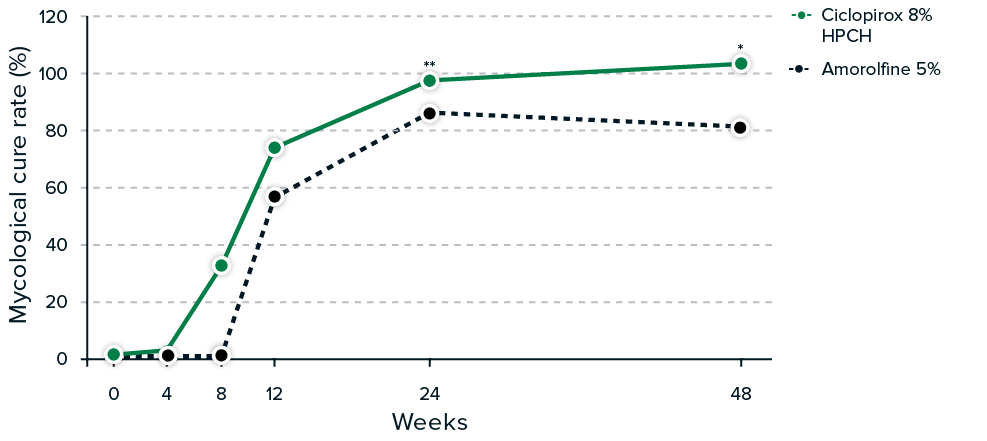 120
100
80
60
40
20
0
Mycological cure rate (%)
**
*
0 4 8 12 24 48
Weeks
Ciclopirox 8%
HPCH
Amorolfine 5%